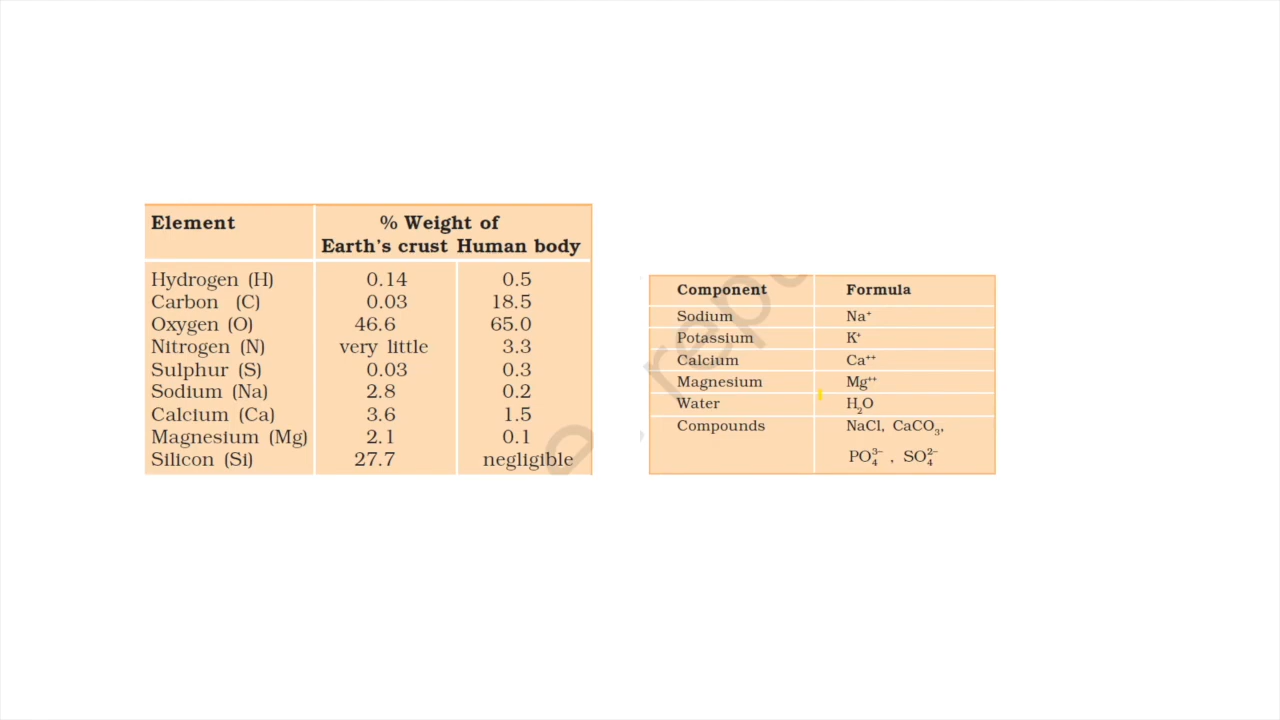 Element % Weight of
Earth's crust Human body
Hydrogen (H) 0.14 0.5
Carbon (C) 0.03 18.5
Oxygen (O) 46.6 65.0
Nitrogen (N) very little 3.3
Sulphur (S) 0.03 0.3
Sodium (Na) 2.8 0.2
Calcium (Ca) 3.6 1.5
Magnesium (Mg) 2.1 0.1
Silicon (Si) 27.7 negligible
Component Formula
Sodium Na⁺
Potassium K⁺
Calcium Ca⁺⁺
Magnesium Mg⁺⁺
Water H₂O
Compounds NaCl, CaCO₃,
PO₄³⁻ , SO₄²⁻